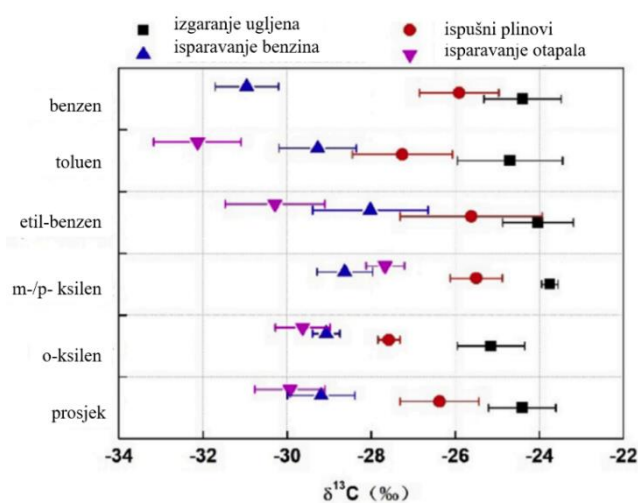 izgaranje ugljena
ispušni plinovi
isparavanje benzina
isparavanje otapala
benzen
toluen
etil-benzen
m-/p- ksilen
o-ksilen
prosjek
-34 -32 -30 -28 -26 -24 -22
δ¹³C (‰)